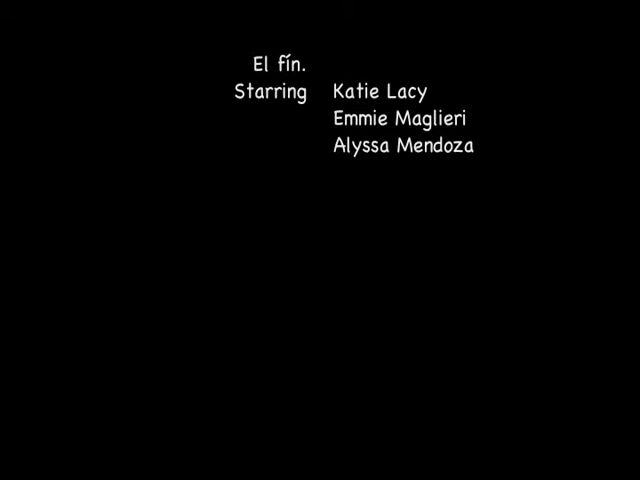 El fín.
Starring Katie Lacy
Emmie Maglieri
Alyssa Mendoza